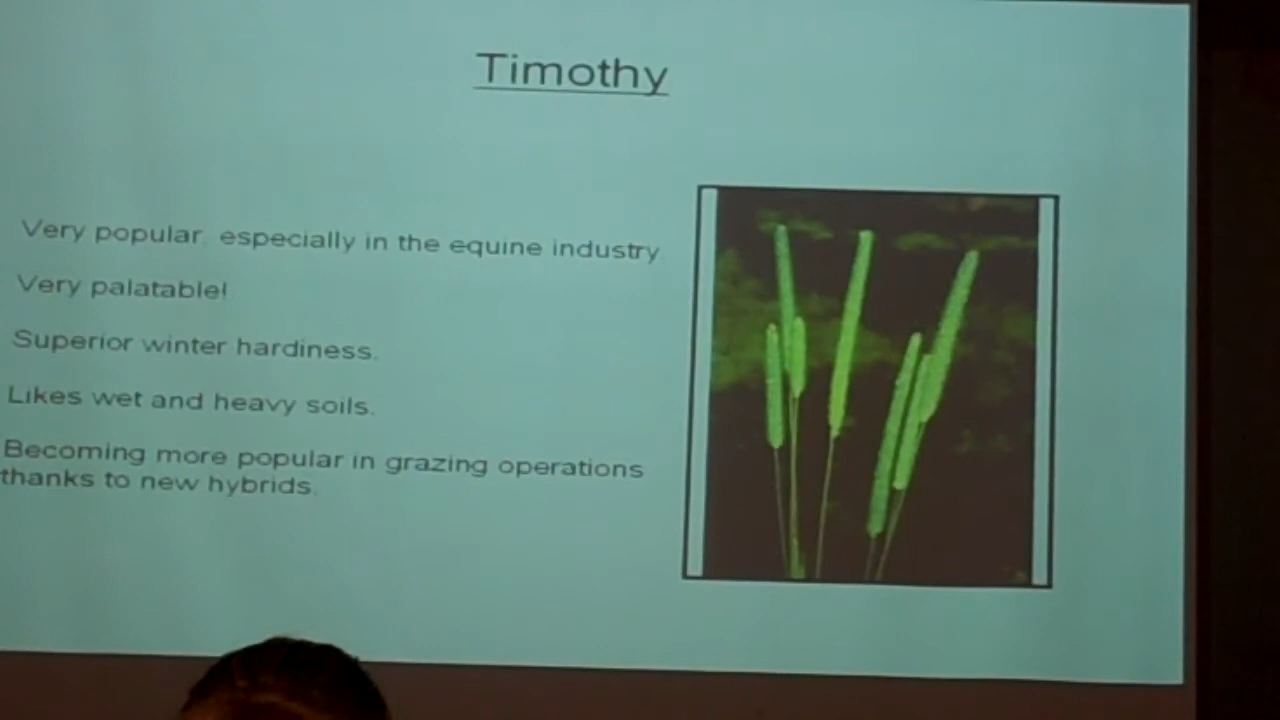 Timothy
Very popular especially in the equine industry
Very palatable!
Superior winter hardiness.
Likes wet and heavy soils.
Becoming more popular in grazing operations
thanks to new hybrids.